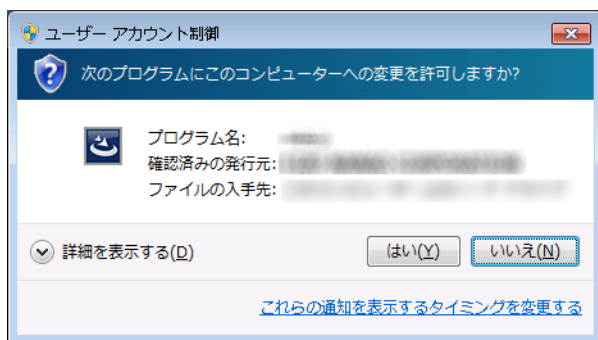 ユーザー アカウント制御
次のプログラムにこのコンピューターへの変更を許可しますか?
プログラム名:
確認済みの発行元:
ファイルの入手先:
詳細を表示する(D)
はい(Y)
いいえ(N)
これらの通知を表示するタイミングを変更する